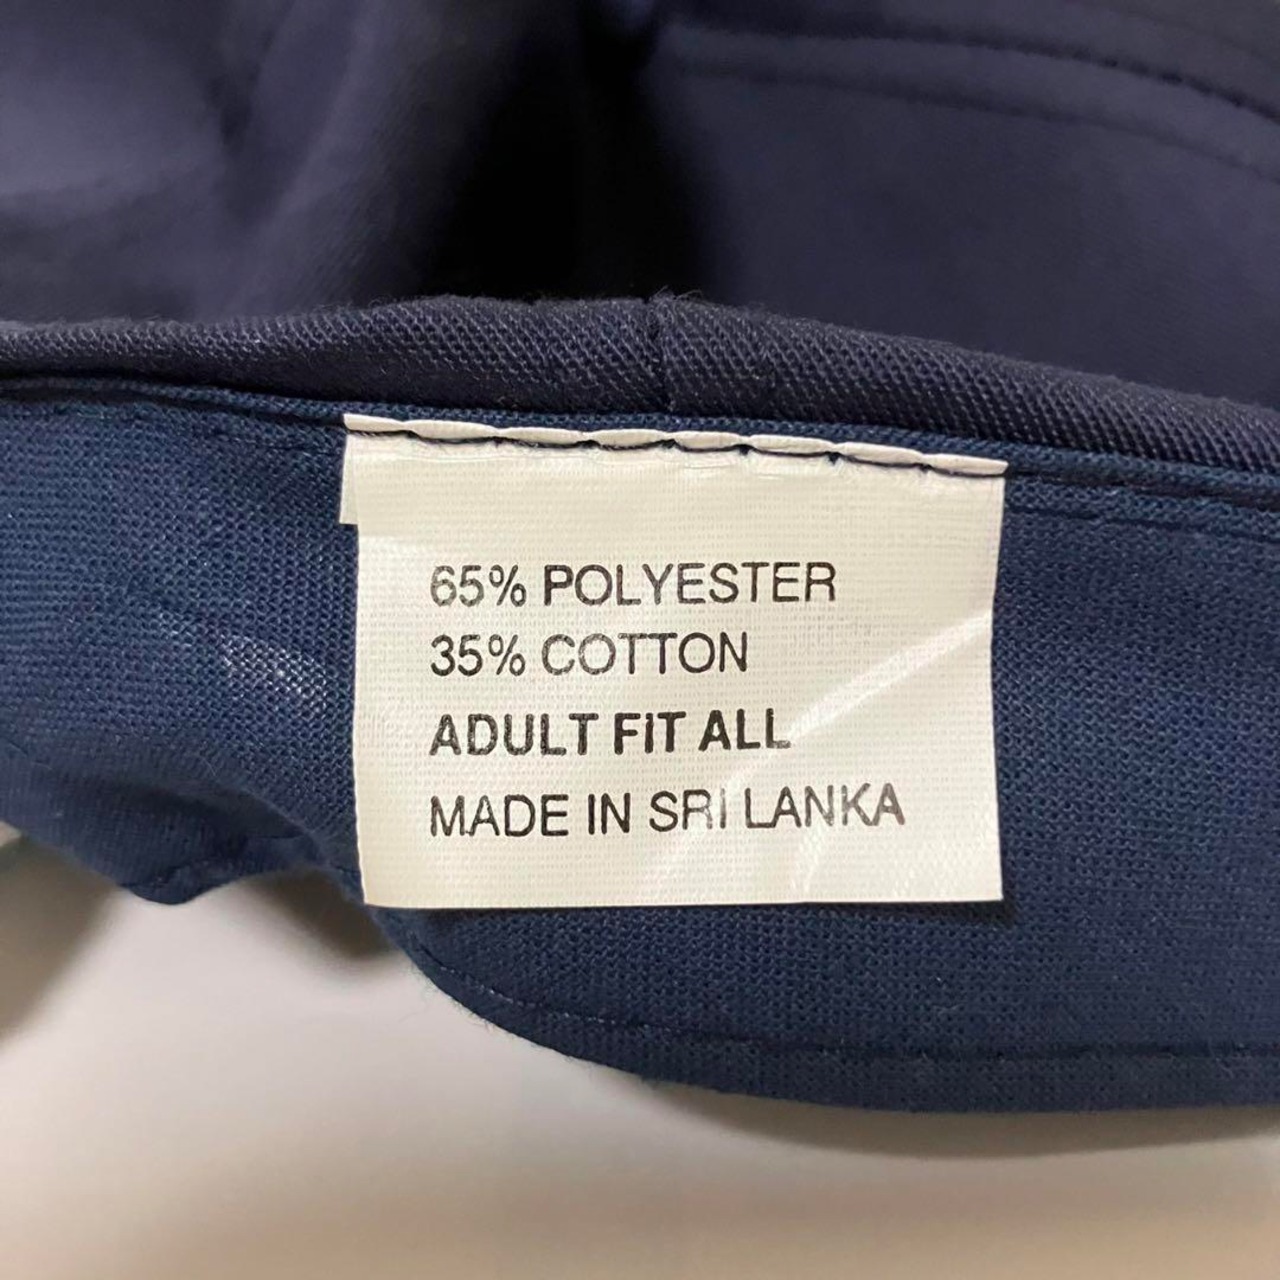 65% POLYESTER
35% COTTON
ADULT FIT ALL
MADE IN SRI LANKA